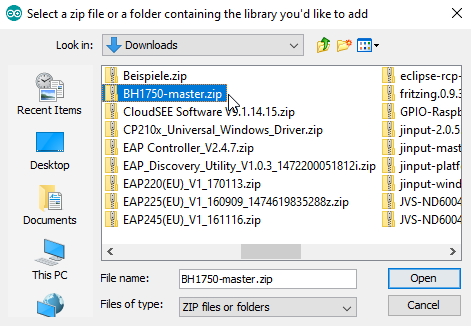 Select a zip file or a folder containing the library you'd like to add
Look in:
Downloads
Recent Items
Desktop
Documents
This PC
Beispiele.zip
BH1750-master.zip
CloudSEE Software V9.1.14.15.zip
CP210x_Universal_Windows_Driver.zip
EAP Controller_V2.4.7.zip
EAP_Discovery_Utility_V1.0.3_1472200051812i.zip
EAP220(EU)_V1_170113.zip
EAP225(EU)_V1_160909_1474619835288z.zip
EAP245(EU)_V1_161116.zip
eclipse-rcp-
fritzing.0.9.3
GPIO-Raspb
jinput-2.0.5
jinput-mast
jinput-platf
jinput-wind
JVS-ND6004
JVS-ND6004
File name:
BH1750-master.zip
Open
Files of type:
ZIP files or folders
Cancel